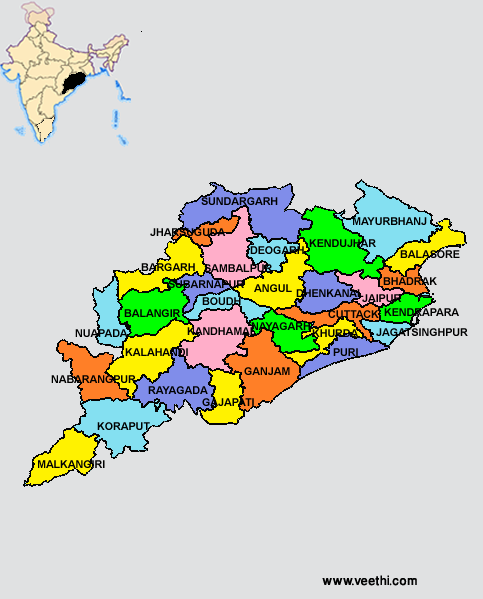 SUNDARGARH
MAYURBHANJ
JHARSUGUDA
KENDUJHAR
DEOGARH
BALASORE
BARGARH
SAMBALPUR
BHADRAK
SUBARNAPUR
ANGUL
DHENKANAL
JAJPUR
BOUDH
BALANGIR
KENDRAPARA
CUTTACK
NAYAGARH
NUAPADA
KANDHAMAL
KHURDA
JAGATSINGHPUR
KALAHANDI
PURI
GANJAM
NABARANGPUR
RAYAGADA
GAJAPATI
KORAPUT
MALKANGIRI
www.veethi.com